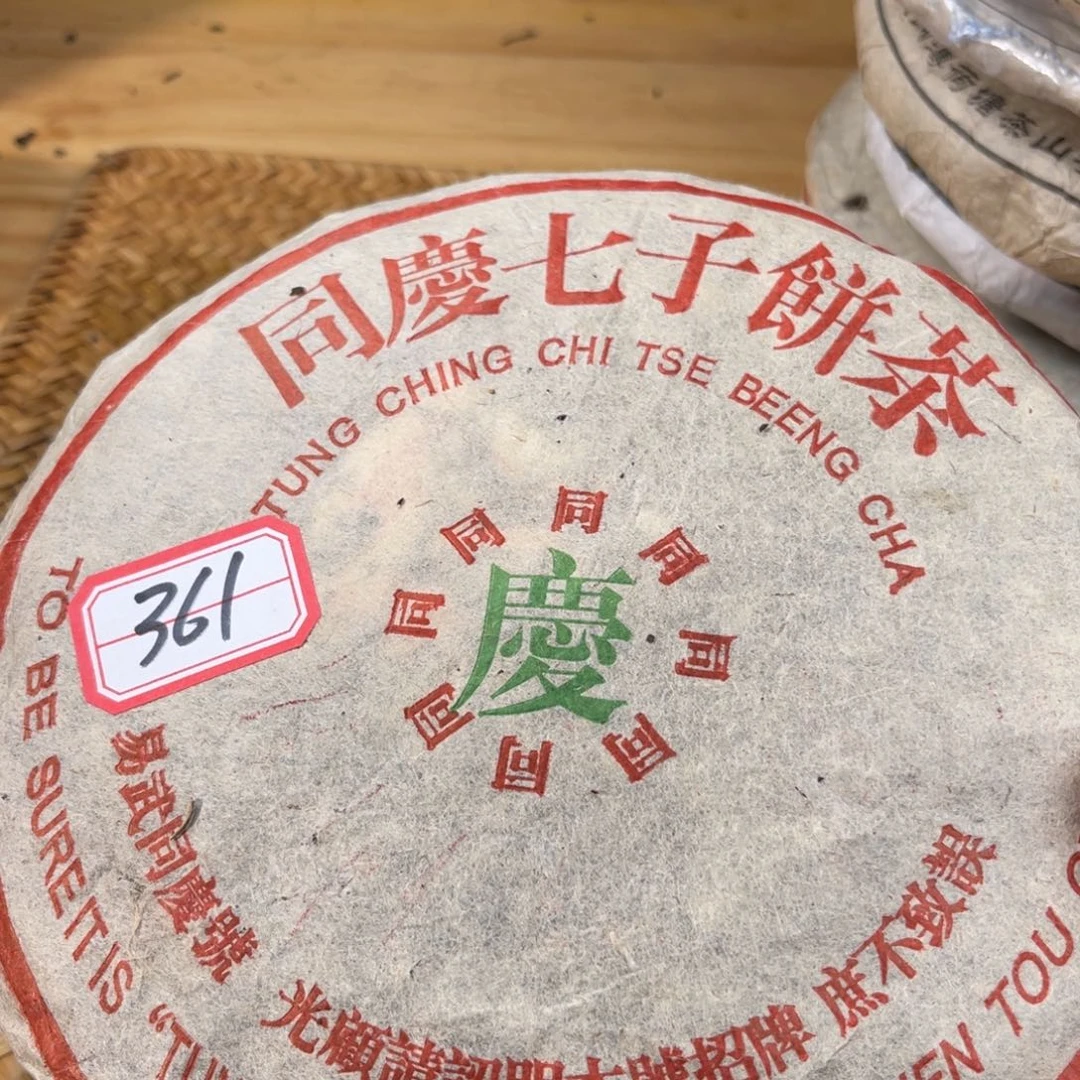 同慶七子餅茶
TUNG CHING CHI TSE BEENG CHA
同
同
同
同
同
同
同
同
慶
361
易武同慶號
光顧請認明本號招牌 庶不致誤
TO BE SURE IT IS
TOU
茶山